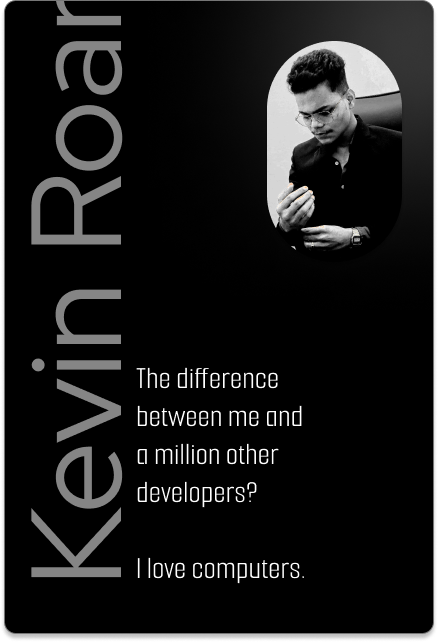 Kevin Roar
The difference
between me and
a million other
developers?
I love computers.